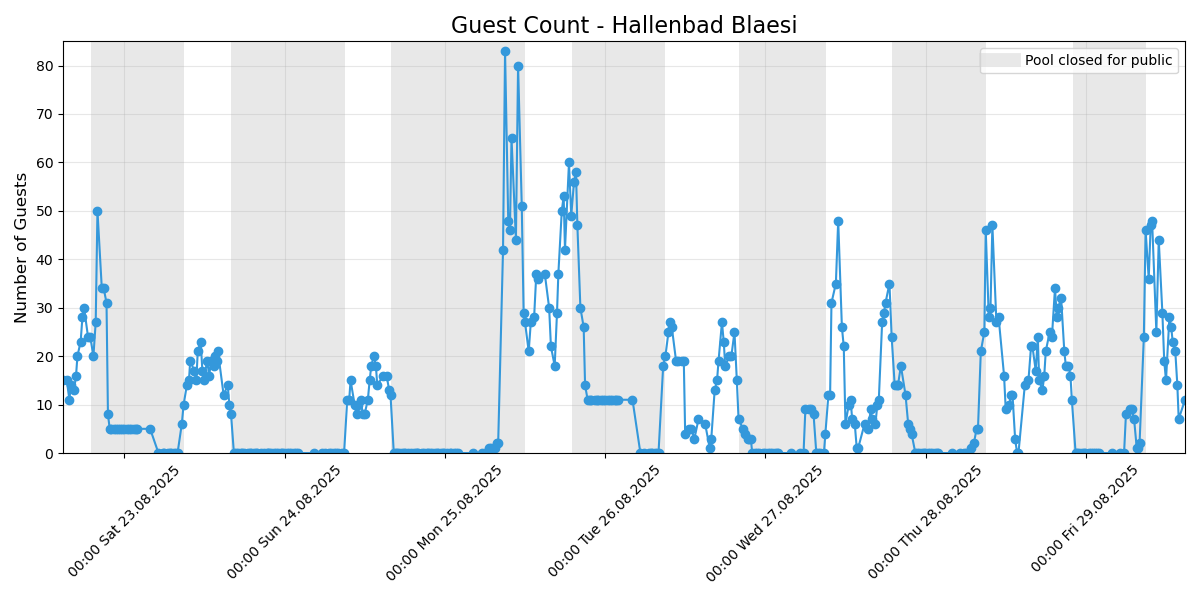 Guest Count - Hallenbad Blaesi
Pool closed for public
Number of Guests
80
70
60
50
40
30
20
10
0
00:00 Sat 23.08.2025
00:00 Sun 24.08.2025
00:00 Mon 25.08.2025
00:00 Tue 26.08.2025
00:00 Wed 27.08.2025
00:00 Thu 28.08.2025
00:00 Fri 29.08.2025